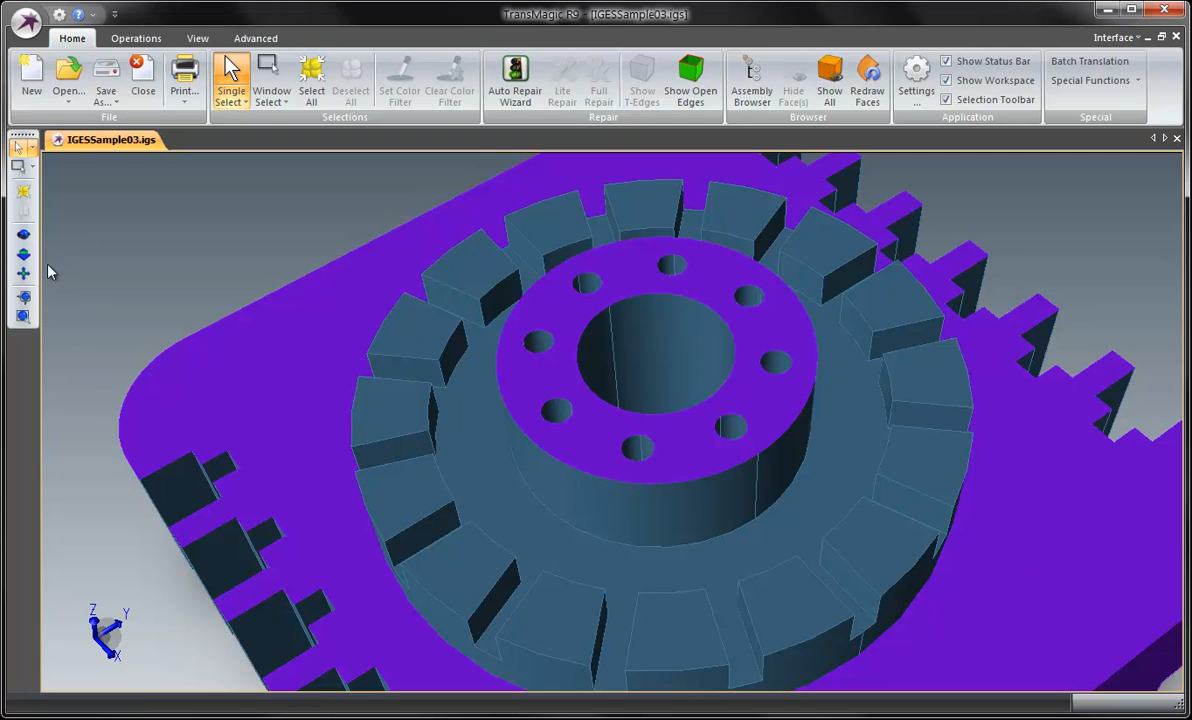 TransMagic R9 - [IGESSample03.igs]
Home Operations View Advanced Interface
New Open... Save As... Close Print... Single Select Window Select Select All Deselect All Set Color Filter Clear Color Filter Auto Repair Wizard Lite Repair Full Repair Show T-Edges Show Open Edges Assembly Browser Hide Face(s) Show All Redraw Faces Settings...
Show Status Bar
Show Workspace
Selection Toolbar
Batch Translation
Special Functions
File Selections Repair Browser Application Special
IGESSample03.igs
Z
Y
X